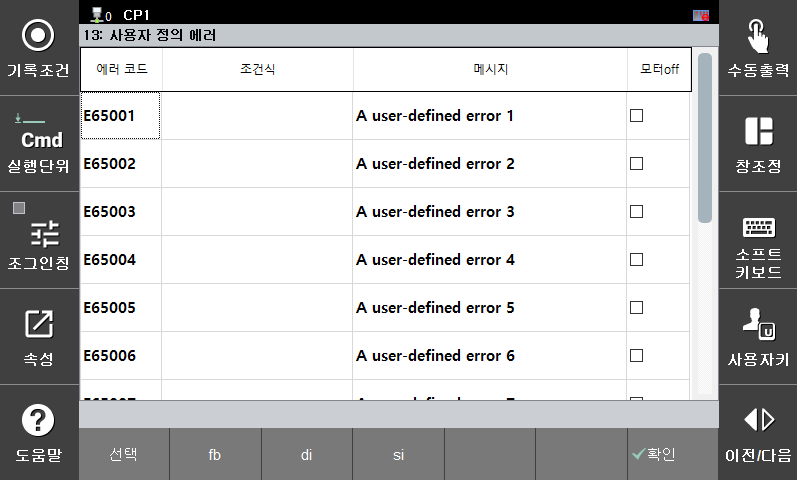 0 CP1
13: 사용자 정의 에러
에러 코드 조건식 메시지 모터off
E65001 A user-defined error 1
E65002 A user-defined error 2
E65003 A user-defined error 3
E65004 A user-defined error 4
E65005 A user-defined error 5
E65006 A user-defined error 6
E65007 A user-defined error 7
기록조건
Cmd
실행단위
조그인칭
속성
?
도움말
수동출력
창조정
소프트
키보드
U
사용자키
이전/다음
선택 fb di si 확인